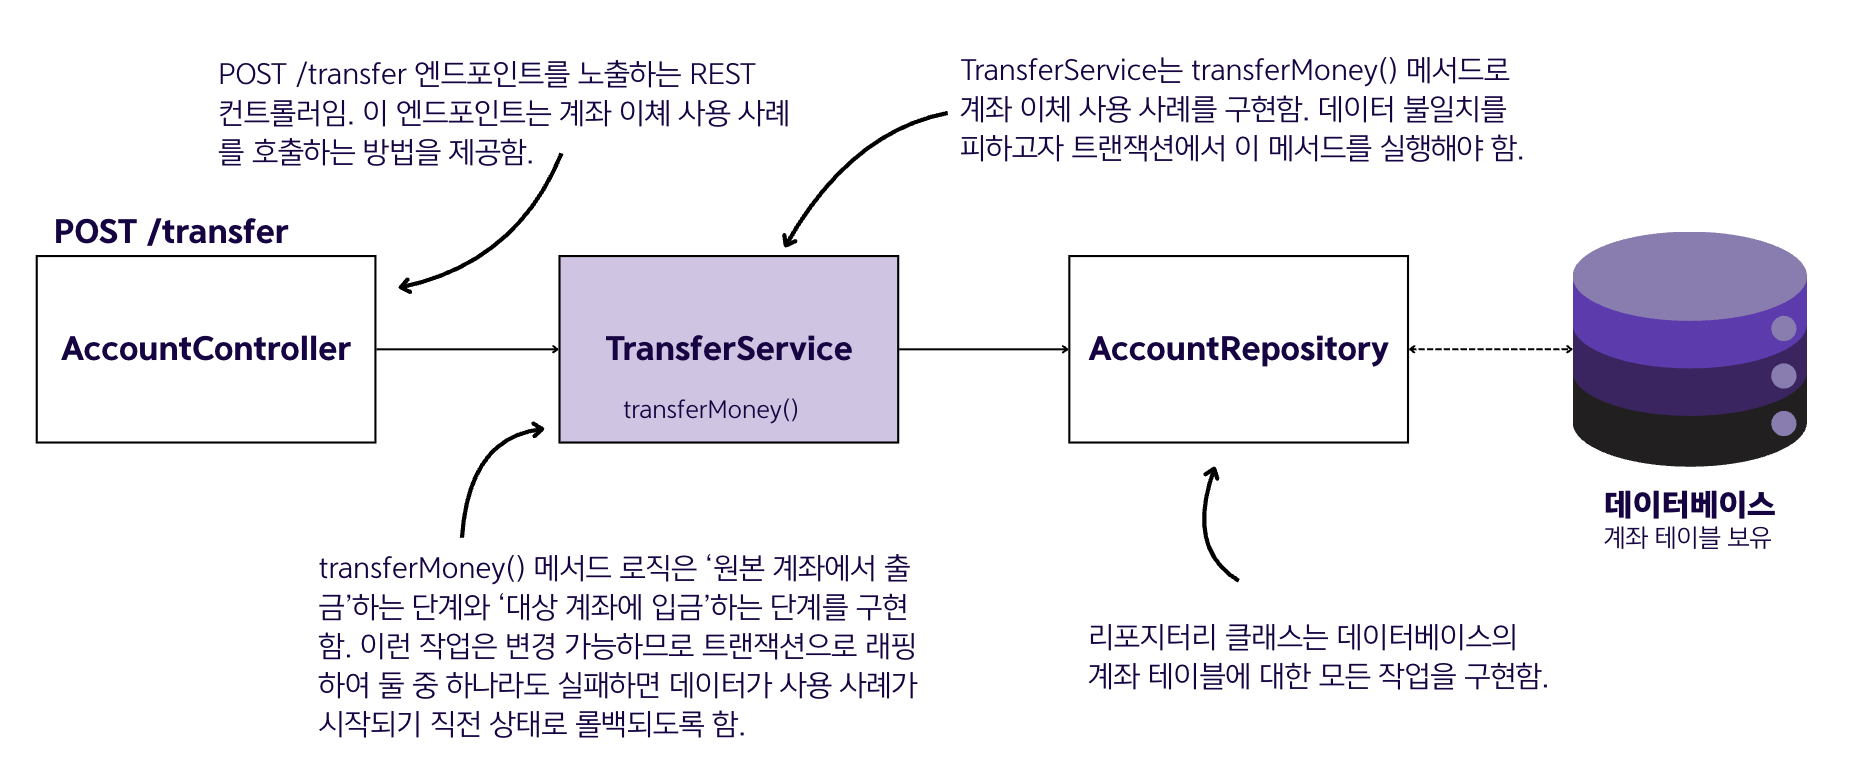 POST /transfer 엔드포인트를 노출하는 REST
컨트롤러임. 이 엔드포인트는 계좌 이체 사용 사례
를 호출하는 방법을 제공함.
TransferService는 transferMoney() 메서드로
계좌 이체 사용 사례를 구현함. 데이터 불일치를
피하고자 트랜잭션에서 이 메서드를 실행해야 함.
POST /transfer
AccountController
TransferService
transferMoney()
AccountRepository
데이터베이스
계좌 테이블 보유
transferMoney() 메서드 로직은 ‘원본 계좌에서 출
금’하는 단계와 ‘대상 계좌에 입금’하는 단계를 구현
함. 이런 작업은 변경 가능하므로 트랜잭션으로 래핑
하여 둘 중 하나라도 실패하면 데이터가 사용 사례가
시작되기 직전 상태로 롤백되도록 함.
리포지터리 클래스는 데이터베이스의
계좌 테이블에 대한 모든 작업을 구현함.